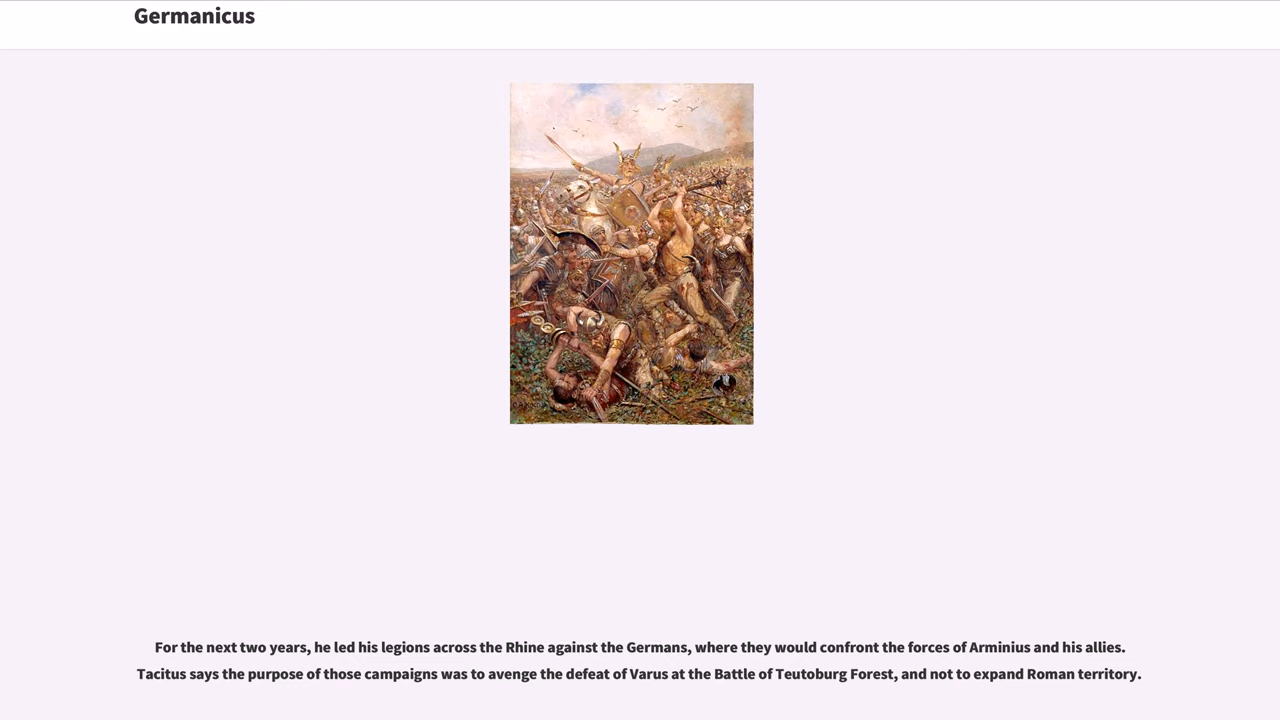 Germanicus
For the next two years, he led his legions across the Rhine against the Germans, where they would confront the forces of Arminius and his allies.
Tacitus says the purpose of those campaigns was to avenge the defeat of Varus at the Battle of Teutoburg Forest, and not to expand Roman territory.